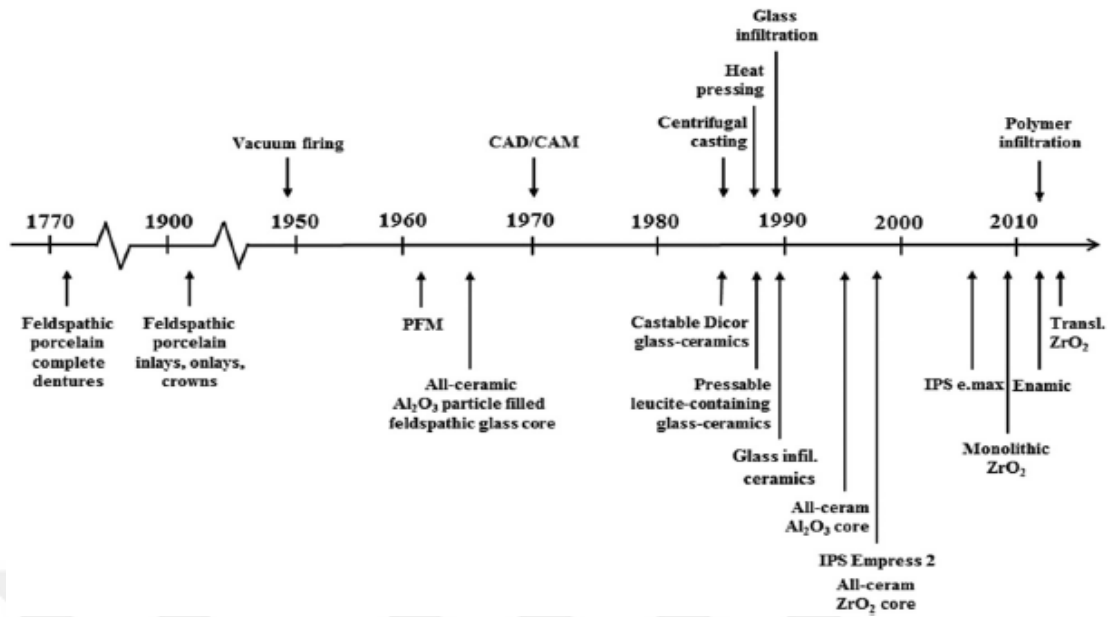 Glass
infiltration
Heat
pressing
Centrifugal
casting
Vacuum firing
CAD/CAM
Polymer
infiltration
1770 1900 1950 1960 1970 1980 1990 2000 2010
Feldspathic
porcelain
complete
dentures
Feldspathic
porcelain
inlays, onlays,
crowns
PFM
All-ceramic
Al₂O₃ particle filled
feldspathic glass core
Castable Dicor
glass-ceramics
Pressable
leucite-containing
glass-ceramics
Glass infil.
ceramics
All-ceram
Al₂O₃ core
IPS Empress 2
All-ceram
ZrO₂ core
IPS e.max
Monolithic
ZrO₂
Enamic
Transl.
ZrO₂